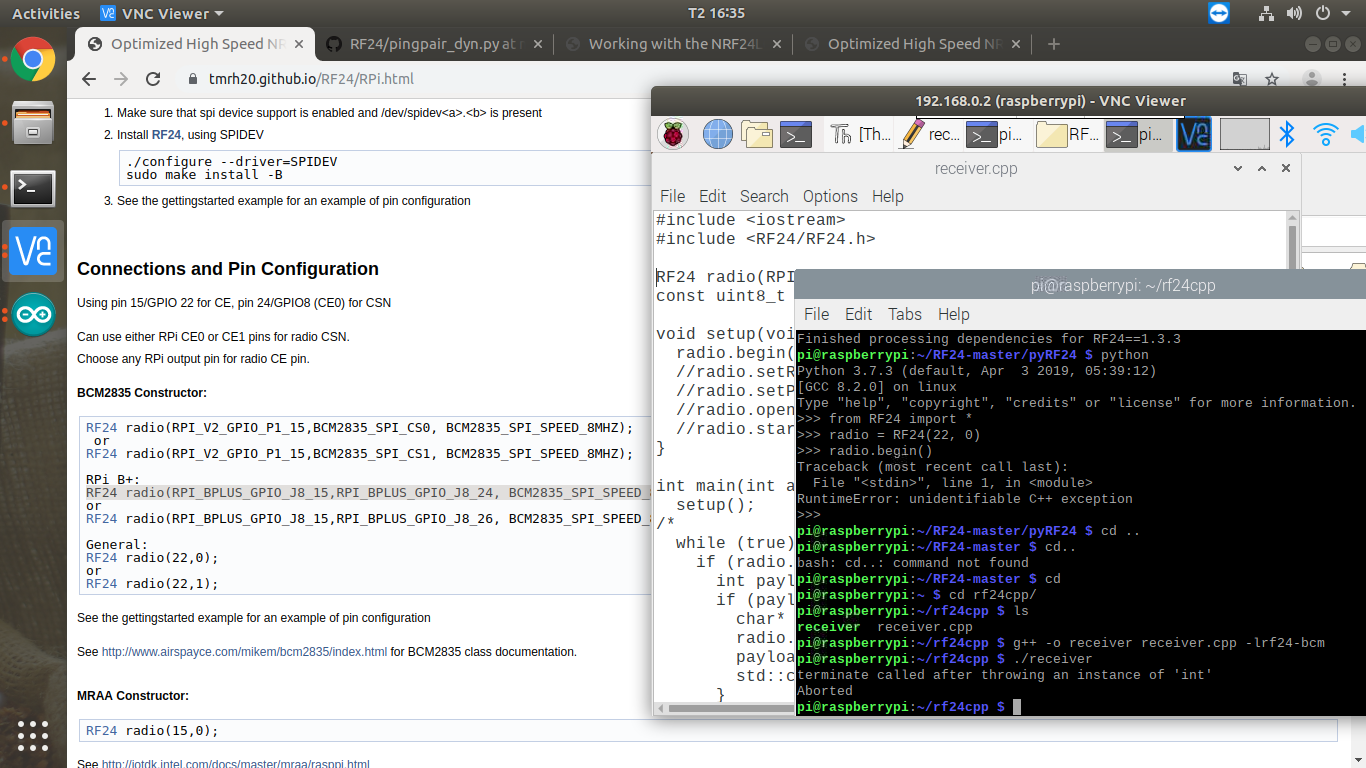 Activities VNC Viewer T2 16:35
Optimized High Speed NR RF24/pingpair_dyn.py at r Working with the NRF24L Optimized High Speed NR
tmrh20.github.io/RF24/RPi.html
1. Make sure that spi device support is enabled and /dev/spidev<a>.<b> is present
2. Install RF24, using SPIDEV
./configure --driver=SPIDEV
sudo make install -B
3. See the gettingstarted example for an example of pin configuration
Connections and Pin Configuration
Using pin 15/GPIO 22 for CE, pin 24/GPIO8 (CE0) for CSN
Can use either RPi CE0 or CE1 pins for radio CSN.
Choose any RPi output pin for radio CE pin.
BCM2835 Constructor:
RF24 radio(RPI_V2_GPIO_P1_15,BCM2835_SPI_CS0, BCM2835_SPI_SPEED_8MHZ);
or
RF24 radio(RPI_V2_GPIO_P1_15,BCM2835_SPI_CS1, BCM2835_SPI_SPEED_8MHZ);
RPi B+:
RF24 radio(RPI_BPLUS_GPIO_J8_15,RPI_BPLUS_GPIO_J8_24, BCM2835_SPI_SPEED_
or
RF24 radio(RPI_BPLUS_GPIO_J8_15,RPI_BPLUS_GPIO_J8_26, BCM2835_SPI_SPEED_
General:
RF24 radio(22,0);
or
RF24 radio(22,1);
See the gettingstarted example for an example of pin configuration
See http://www.airspayce.com/mikem/bcm2835/index.html for BCM2835 class documentation.
MRAA Constructor:
RF24 radio(15,0);
See http://iotdk.intel.com/docs/master/mraa/rasppi.html
192.168.0.2 (raspberrypi) - VNC Viewer
[Th... rec... pi... RF... pi...
receiver.cpp
File Edit Search Options Help
#include <iostream>
#include <RF24/RF24.h>
RF24 radio(RPI
const uint8_t
void setup(voi
radio.begin(
//radio.setR
//radio.setP
//radio.open
//radio.star
}
int main(int a
setup();
/*
while (true)
if (radio.
int payl
if (payl
char*
radio.
payloa
std::c
}
pi@raspberrypi: ~/rf24cpp
File Edit Tabs Help
Finished processing dependencies for RF24==1.3.3
pi@raspberrypi:~/RF24-master/pyRF24 $ python
Python 3.7.3 (default, Apr  3 2019, 05:39:12)
[GCC 8.2.0] on linux
Type "help", "copyright", "credits" or "license" for more information.
>>> from RF24 import *
>>> radio = RF24(22, 0)
>>> radio.begin()
Traceback (most recent call last):
File "<stdin>", line 1, in <module>
RuntimeError: unidentifiable C++ exception
>>>
pi@raspberrypi:~/RF24-master/pyRF24 $ cd ..
pi@raspberrypi:~/RF24-master $ cd..
bash: cd..: command not found
pi@raspberrypi:~/RF24-master $ cd
pi@raspberrypi:~ $ cd rf24cpp/
pi@raspberrypi:~/rf24cpp $ ls
receiver  receiver.cpp
pi@raspberrypi:~/rf24cpp $ g++ -o receiver receiver.cpp -lrf24-bcm
pi@raspberrypi:~/rf24cpp $ ./receiver
terminate called after throwing an instance of 'int'
Aborted
pi@raspberrypi:~/rf24cpp $